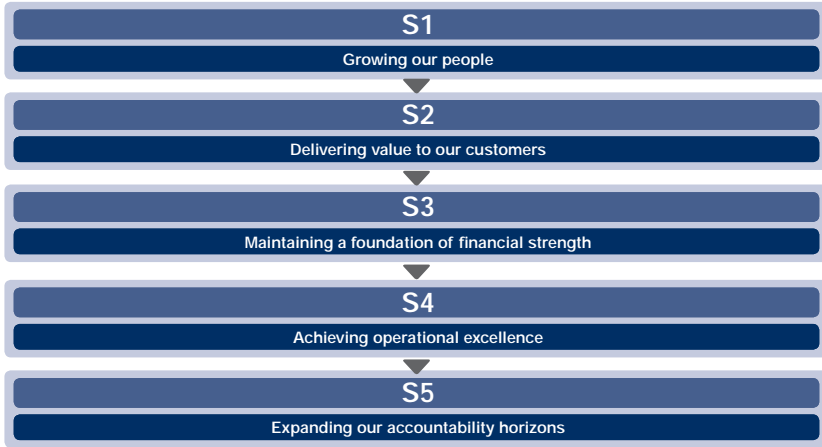 S1
Growing our people
S2
Delivering value to our customers
S3
Maintaining a foundation of financial strength
S4
Achieving operational excellence
S5
Expanding our accountability horizons